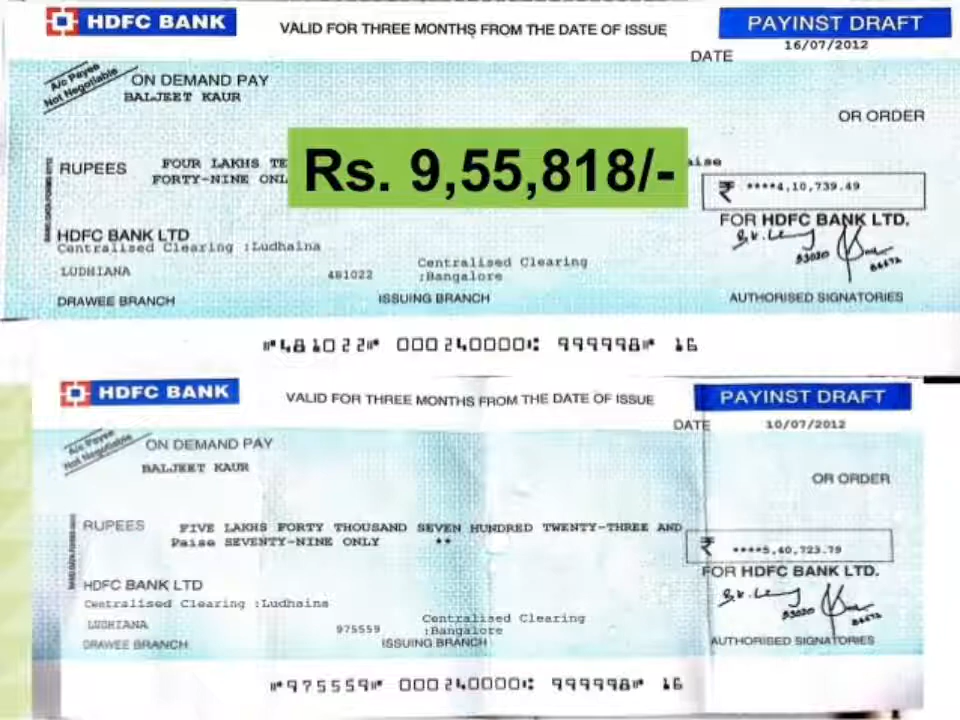 HDFC BANK
VALID FOR THREE MONTHS FROM THE DATE OF ISSUE
PAYINST DRAFT
DATE 16/07/2012
A/c Payee
Not Negotiable
ON DEMAND PAY
BALJEET KAUR
OR ORDER
RUPEES FOUR LAKHS TE
FORTY-NINE ONL
Rs. 9,55,818/-
aise
₹ ****4,10,739.49
FOR HDFC BANK LTD.
HDFC BANK LTD
Centralised Clearing :Ludhaina
LUDHIANA
481022
Centralised Clearing
:Bangalore
53020
DRAWEE BRANCH
ISSUING BRANCH
AUTHORISED SIGNATORIES
⑈481022⑈ 000240000⑆ 999998⑈ 16
HDFC BANK
VALID FOR THREE MONTHS FROM THE DATE OF ISSUE
PAYINST DRAFT
DATE 10/07/2012
A/c Payee
Not Negotiable
ON DEMAND PAY
BALJEET KAUR
OR ORDER
RUPEES FIVE LAKHS FORTY THOUSAND SEVEN HUNDRED TWENTY-THREE AND
Paise SEVENTY-NINE ONLY **
₹ ****5,40,723.79
FOR HDFC BANK LTD.
HDFC BANK LTD
Centralised Clearing :Ludhaina
LUDHIANA
975559
Centralised Clearing
:Bangalore
53020
DRAWEE BRANCH
ISSUING BRANCH
AUTHORISED SIGNATORIES
⑈975559⑈ 000240000⑆ 999998⑈ 16